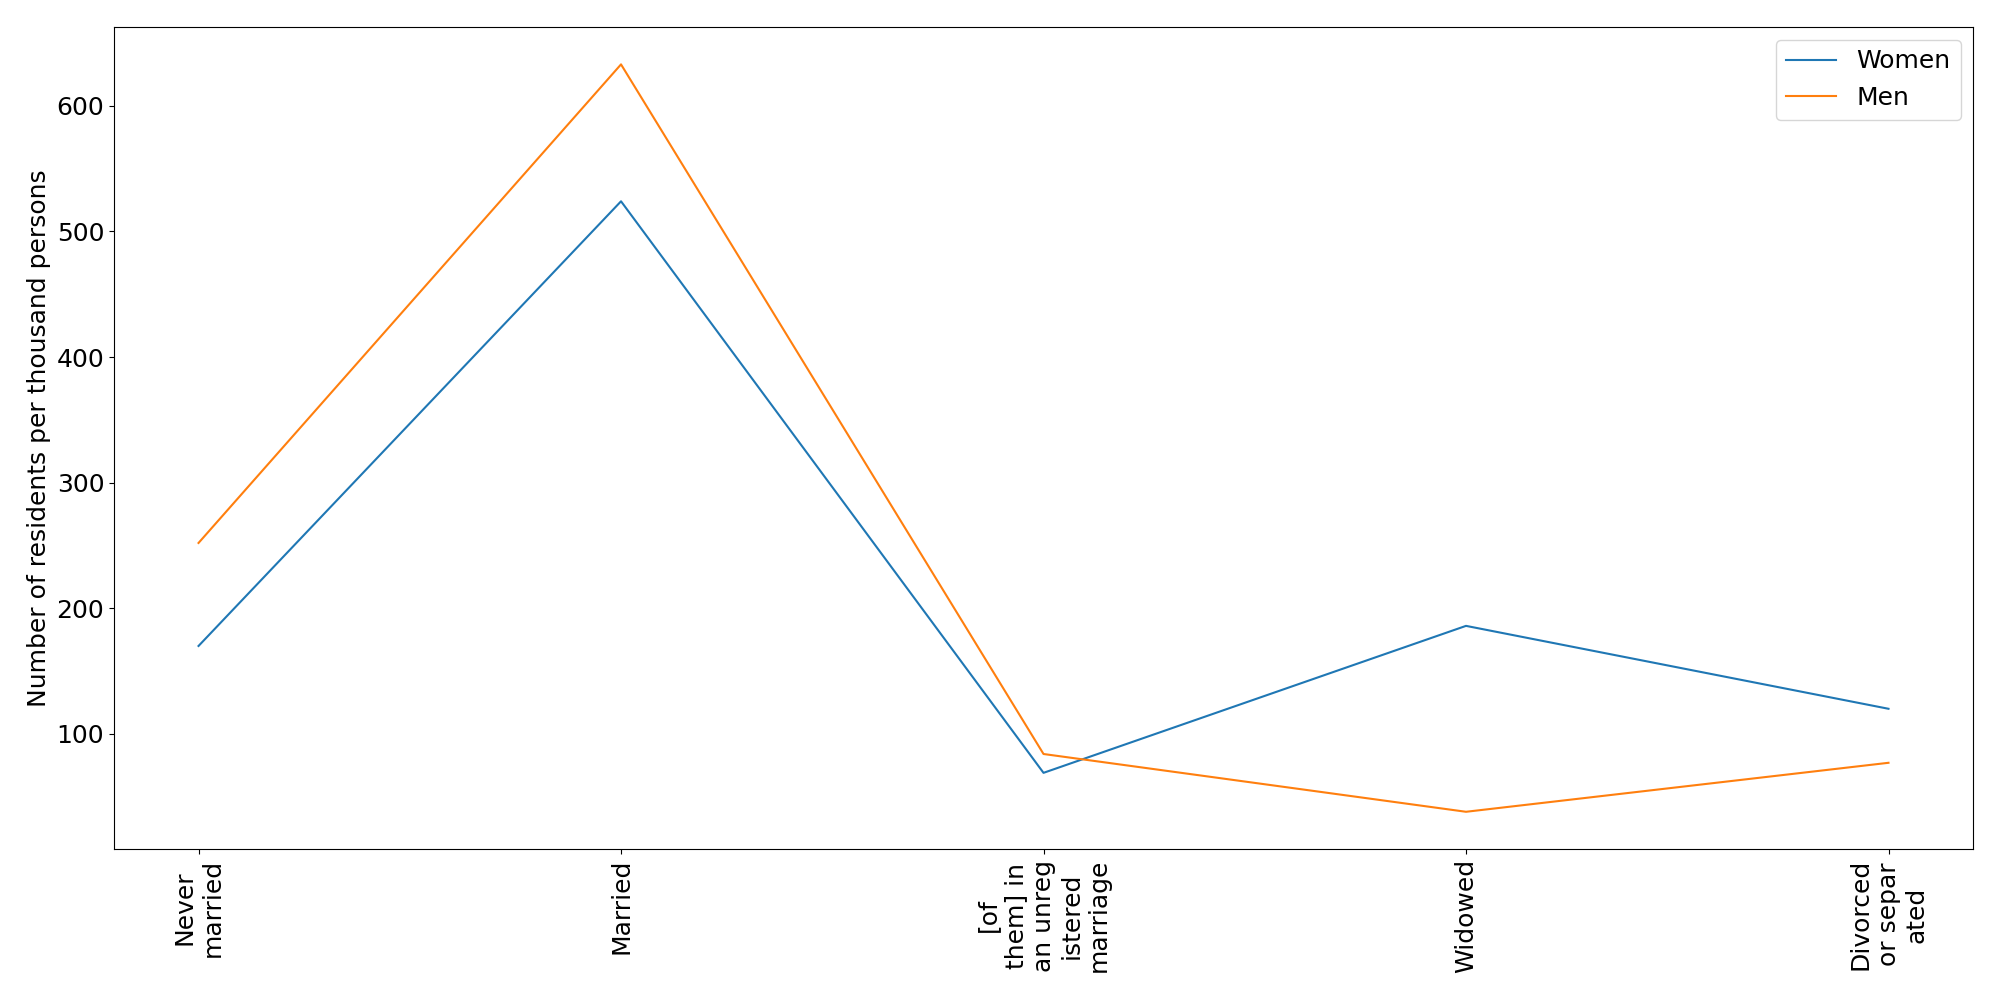 Women
Men
Number of residents per thousand persons
600
500
400
300
200
100
Never
married
Married
[of
them] in
an unreg
istered
marriage
Widowed
Divorced
or separ
ated